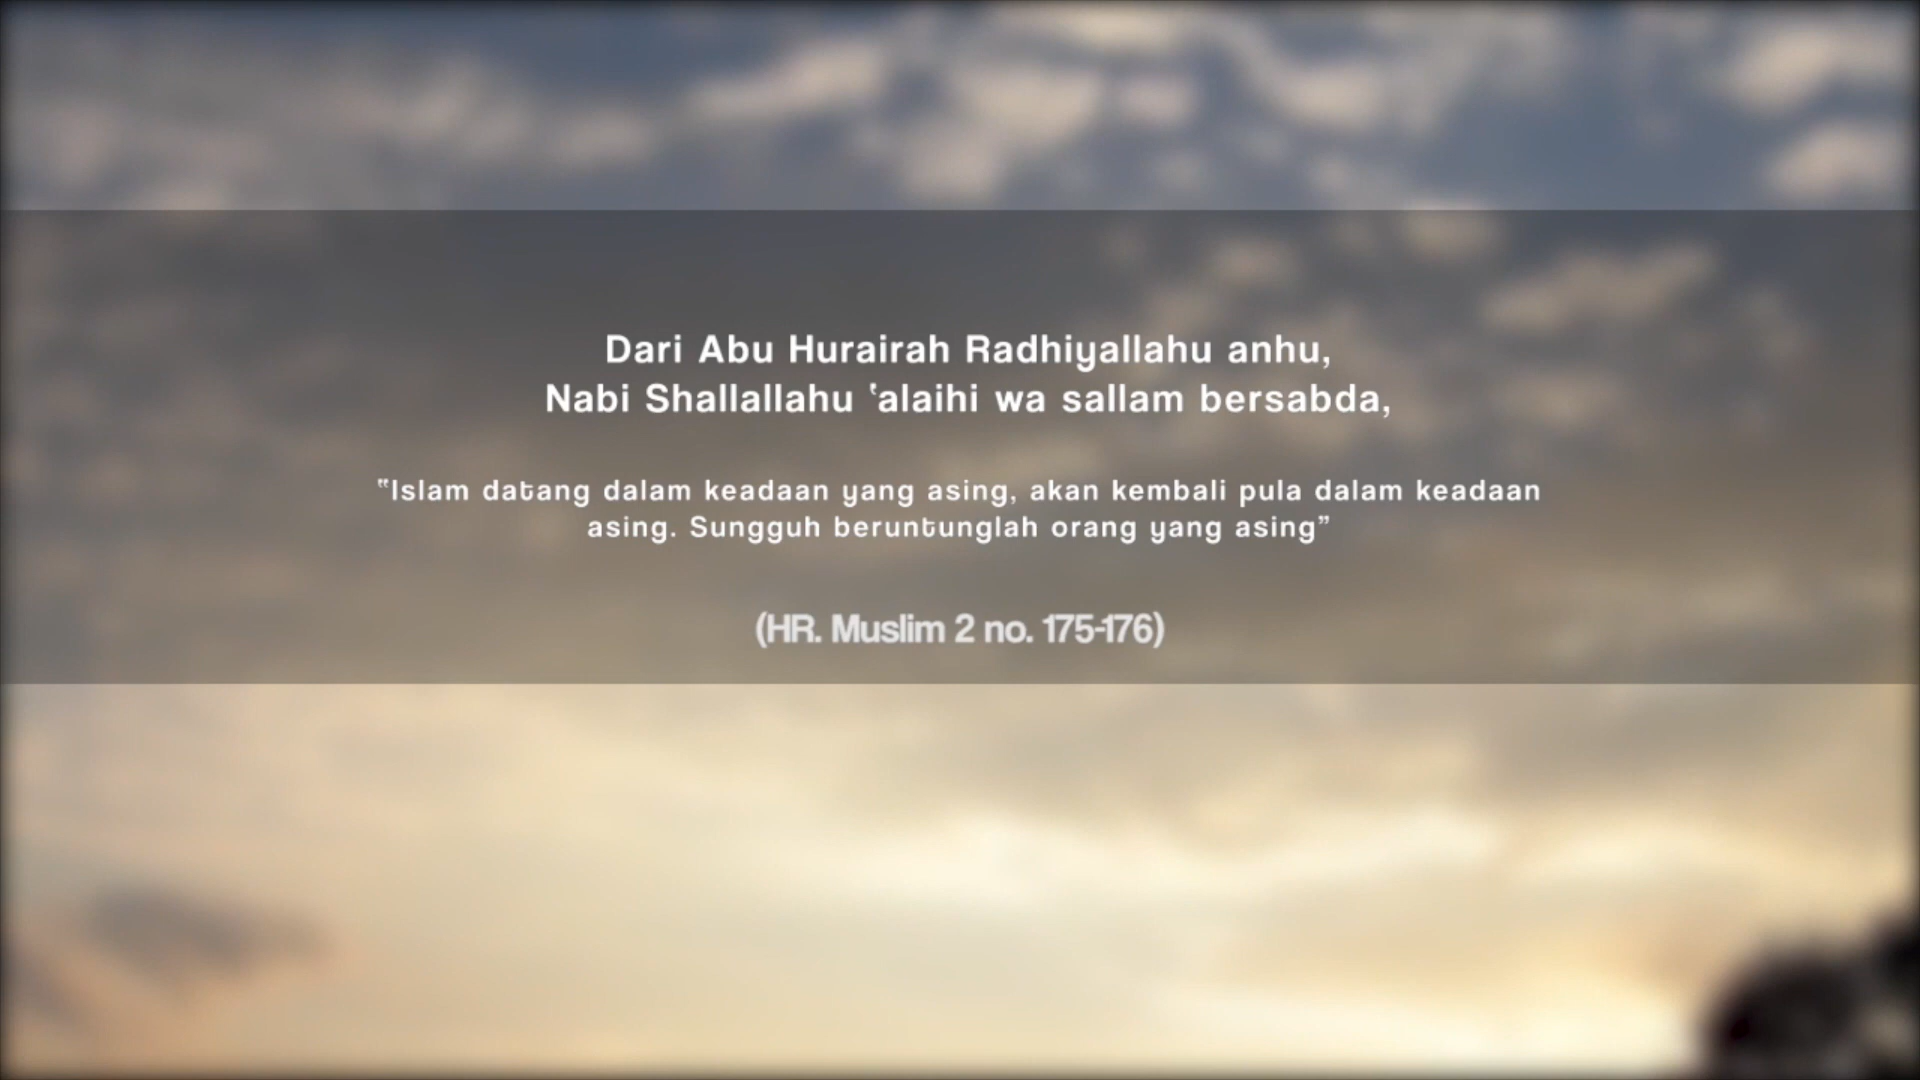 Dari Abu Hurairah Radhiyallahu anhu,
Nabi Shallallahu ‛alaihi wa sallam bersabda,
“Islam datang dalam keadaan yang asing, akan kembali pula dalam keadaan
asing. Sungguh beruntunglah orang yang asing”
(HR. Muslim 2 no. 175-176)